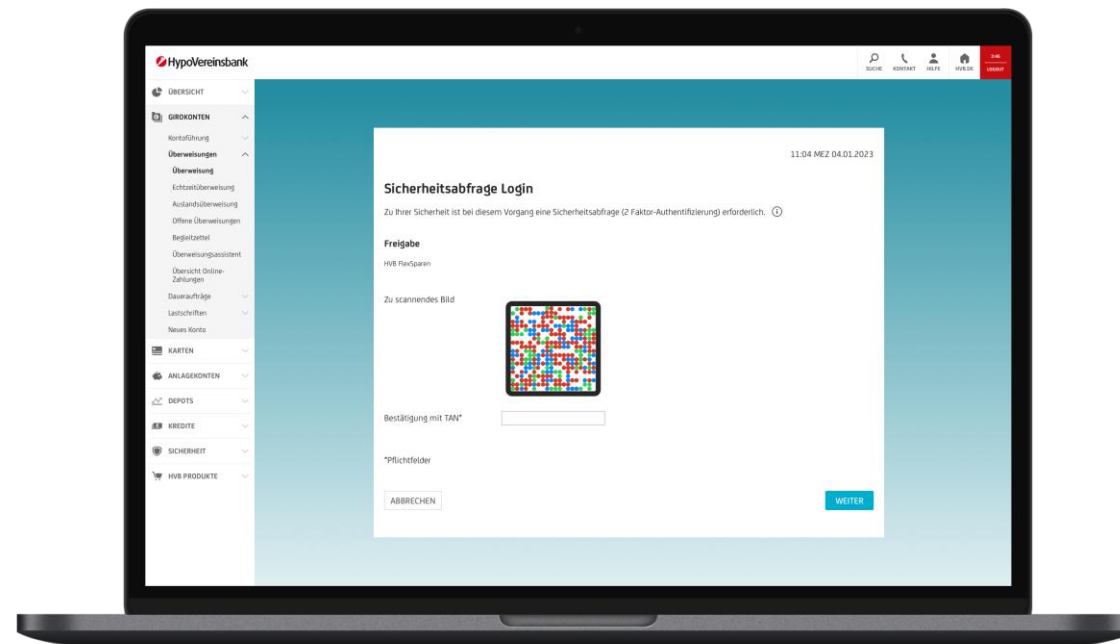 HypoVereinsbank
SUCHE
KONTAKT
HILFE
HVB.DE
3:46
LOGOUT
ÜBERSICHT
GIROKONTEN
Kontoführung
Überweisungen
Überweisung
Echtzeitüberweisung
Auslandsüberweisung
Offene Überweisungen
Begleitzettel
Überweisungsassistent
Übersicht Online-
Zahlungen
Daueraufträge
Lastschriften
Neues Konto
KARTEN
ANLAGEKONTEN
DEPOTS
KREDITE
SICHERHEIT
HVB PRODUKTE
11:04 MEZ 04.01.2023
Sicherheitsabfrage Login
Zu Ihrer Sicherheit ist bei diesem Vorgang eine Sicherheitsabfrage (2 Faktor-Authentifizierung) erforderlich.
Freigabe
HVB FlexSparen
Zu scannendes Bild
Bestätigung mit TAN*
*Pflichtfelder
ABBRECHEN
WEITER